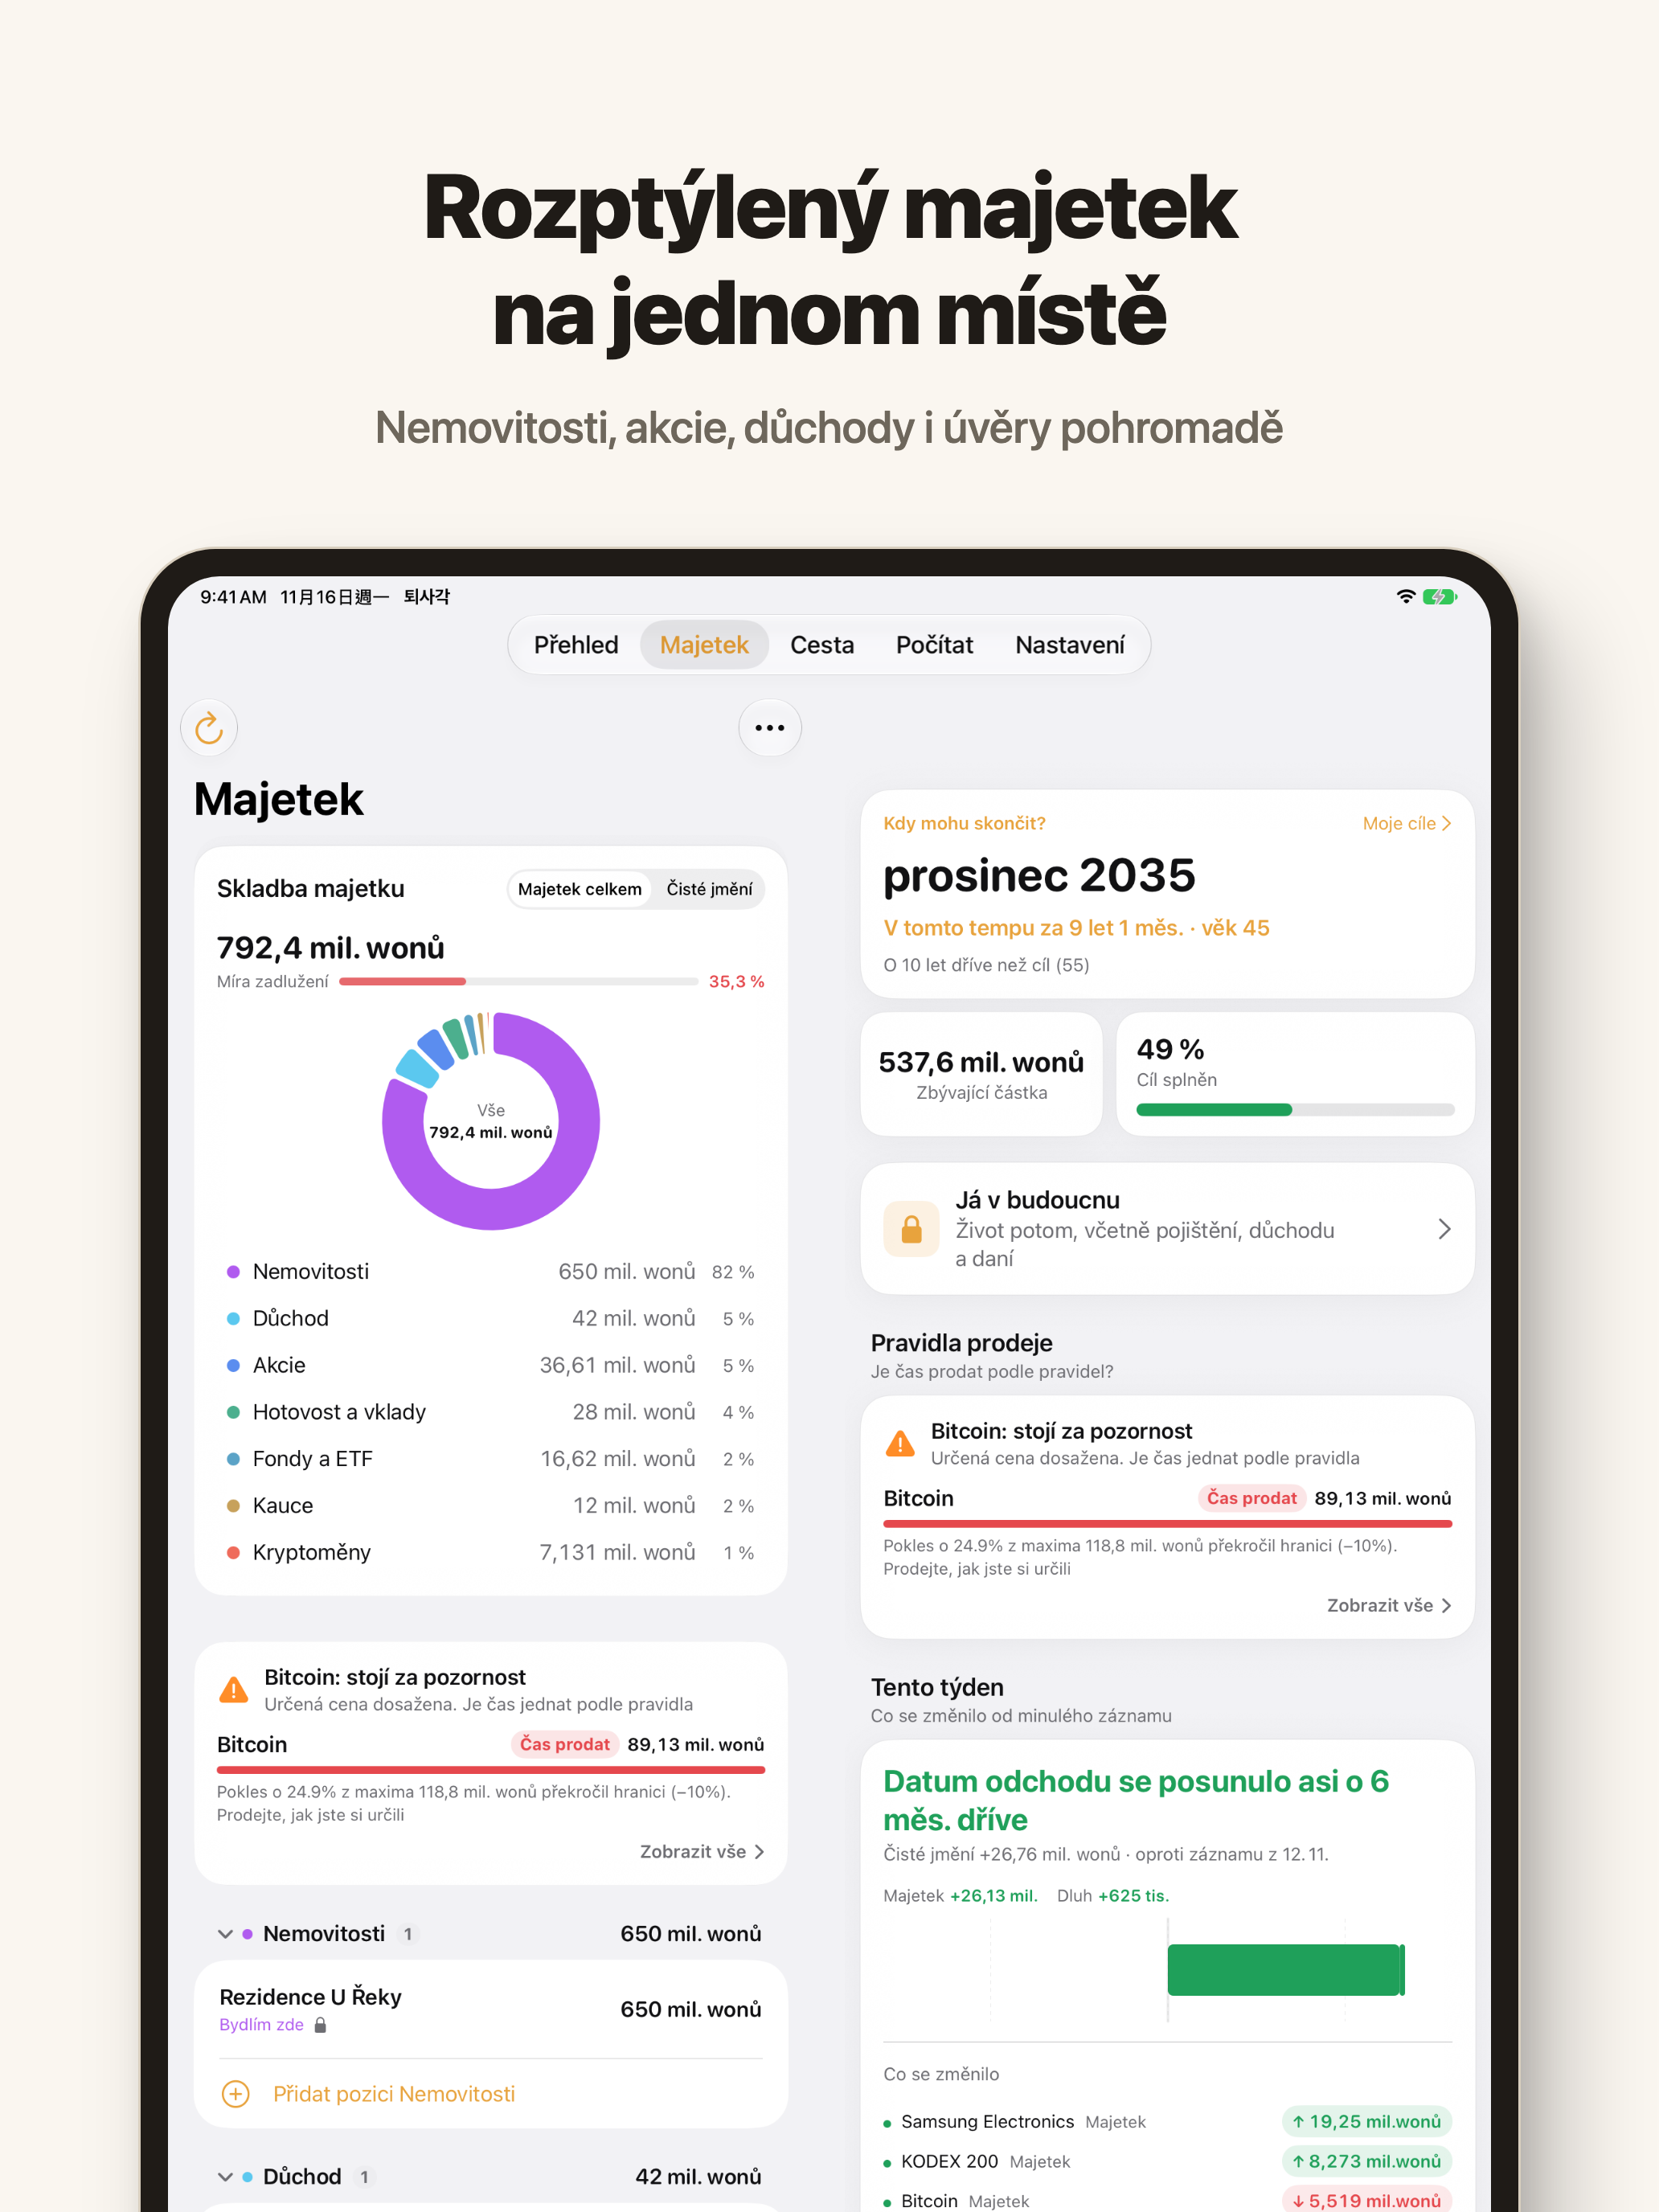 Rozptýlený majetek
na jednom místě
Nemovitosti, akcie, důchody i úvěry pohromadě
9:41 AM 11月16日週一 퇴사각
Přehled Majetek Cesta Počítat Nastavení
Majetek
Skladba majetku Majetek celkem Čisté jmění
792,4 mil. wonů
Míra zadlužení 35,3 %
Vše
792,4 mil. wonů
Nemovitosti 650 mil. wonů 82 %
Důchod 42 mil. wonů 5 %
Akcie 36,61 mil. wonů 5 %
Hotovost a vklady 28 mil. wonů 4 %
Fondy a ETF 16,62 mil. wonů 2 %
Kauce 12 mil. wonů 2 %
Kryptoměny 7,131 mil. wonů 1 %
Bitcoin: stojí za pozornost
Určená cena dosažena. Je čas jednat podle pravidla
Bitcoin Čas prodat 89,13 mil. wonů
Pokles o 24.9% z maxima 118,8 mil. wonů překročil hranici (−10%).
Prodejte, jak jste si určili
Zobrazit vše
Nemovitosti 1 650 mil. wonů
Rezidence U Řeky 650 mil. wonů
Bydlím zde
Přidat pozici Nemovitosti
Důchod 1 42 mil. wonů
Kdy mohu skončit? Moje cíle
prosinec 2035
V tomto tempu za 9 let 1 měs. · věk 45
O 10 let dříve než cíl (55)
537,6 mil. wonů
Zbývající částka
49 %
Cíl splněn
Já v budoucnu
Život potom, včetně pojištění, důchodu
a daní
Pravidla prodeje
Je čas prodat podle pravidel?
Bitcoin: stojí za pozornost
Určená cena dosažena. Je čas jednat podle pravidla
Bitcoin Čas prodat 89,13 mil. wonů
Pokles o 24.9% z maxima 118,8 mil. wonů překročil hranici (−10%).
Prodejte, jak jste si určili
Zobrazit vše
Tento týden
Co se změnilo od minulého záznamu
Datum odchodu se posunulo asi o 6
měs. dříve
Čisté jmění +26,76 mil. wonů · oproti záznamu z 12. 11.
Majetek +26,13 mil. Dluh +625 tis.
Co se změnilo
Samsung Electronics Majetek ↑ 19,25 mil.wonů
KODEX 200 Majetek ↑ 8,273 mil.wonů
Bitcoin Majetek ↓ 5,519 mil.wonů